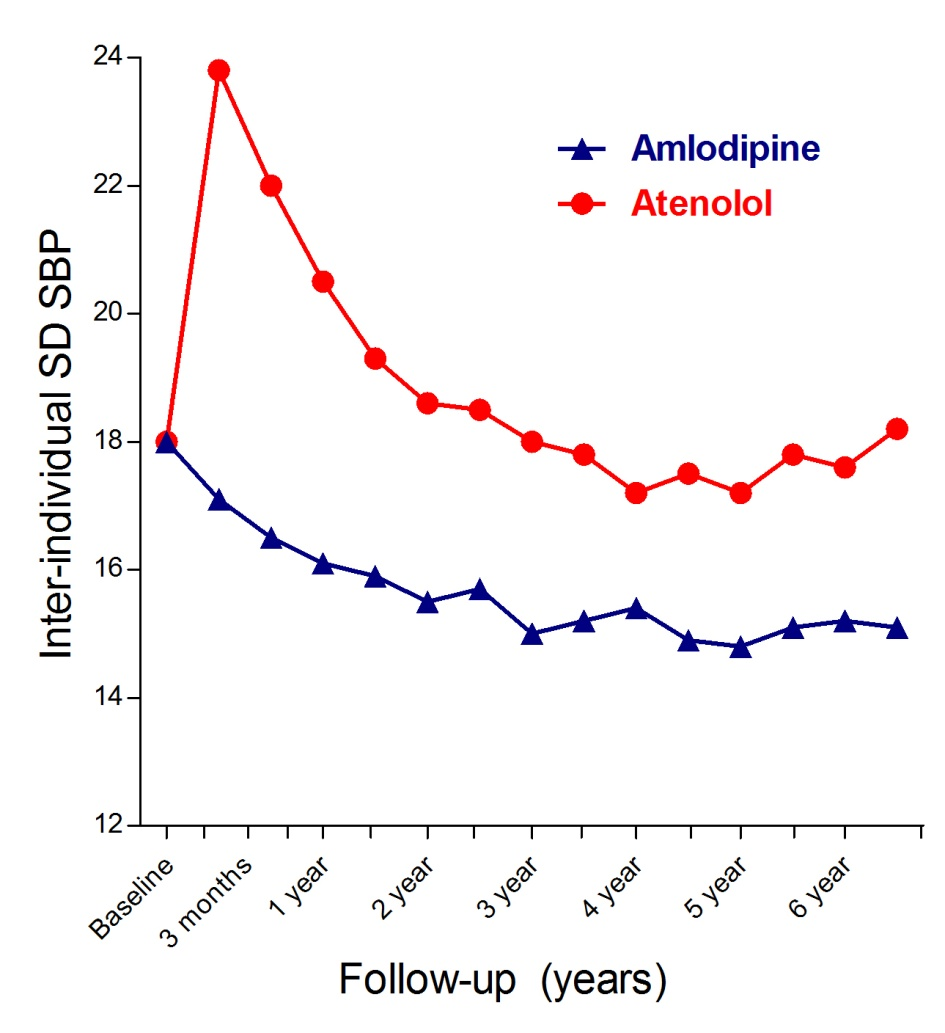 24
22
20
18
16
14
12
Inter-individual SD SBP
Amlodipine
Atenolol
Baseline
3 months
1 year
2 year
3 year
4 year
5 year
6 year
Follow-up (years)